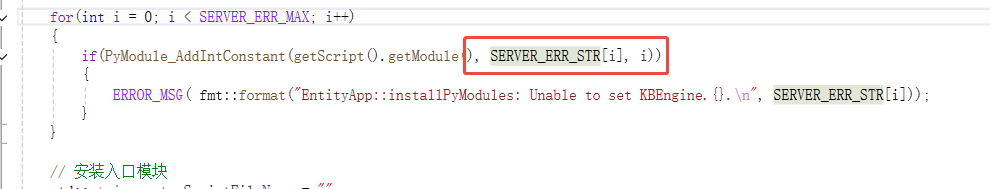 for(int i = 0; i < SERVER_ERR_MAX; i++)
{
if(PyModule_AddIntConstant(getScript().getModule(), SERVER_ERR_STR[i], i))
{
ERROR_MSG( fmt::format("EntityApp::installPyModules: Unable to set KBEngine.{}.\n", SERVER_ERR_STR[i]));
}
}
// 安装入口模块